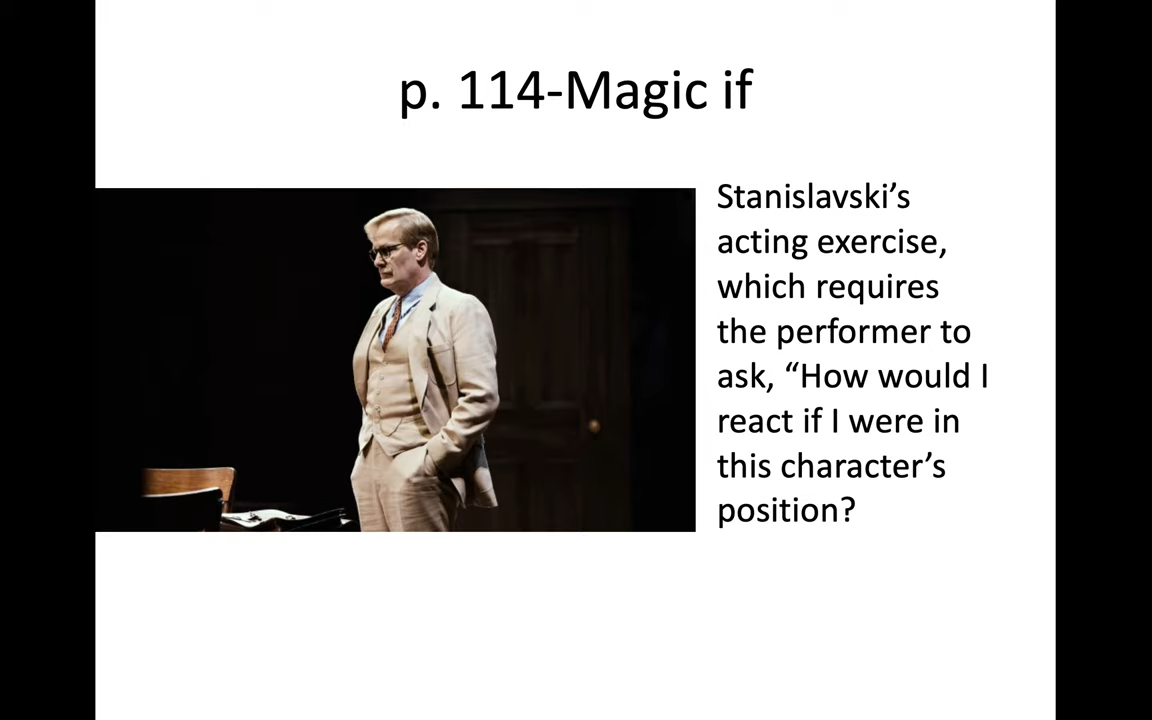 p. 114-Magic if
Stanislavski’s
acting exercise,
which requires
the performer to
ask, “How would I
react if I were in
this character’s
position?